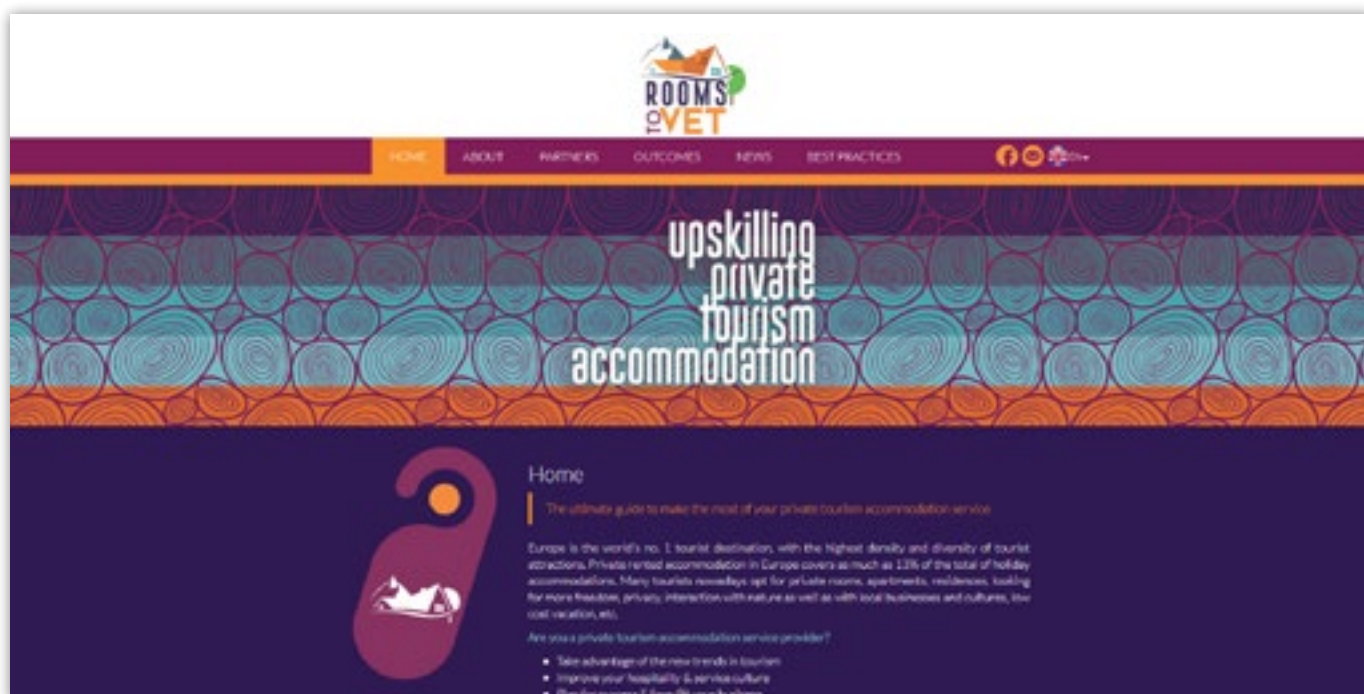 ROOMS
TO VET
HOME ABOUT PARTNERS OUTCOMES NEWS BEST PRACTICES EN
upskilling
private
tourism
accommodation
Home
The ultimate guide to make the most of your private tourism accommodation service
Europe is the world's no. 1 tourist destination, with the highest density and diversity of tourist
attractions. Private rented accommodation in Europe covers as much as 13% of the total of holiday
accommodations. Many tourists nowadays opt for private rooms, apartments, residences, looking
for more freedom, privacy, interaction with nature as well as with local businesses and cultures, low
cost vacation, etc.
Are you a private tourism accommodation service provider?
Take advantage of the new trends in tourism
Improve your hospitality & service culture